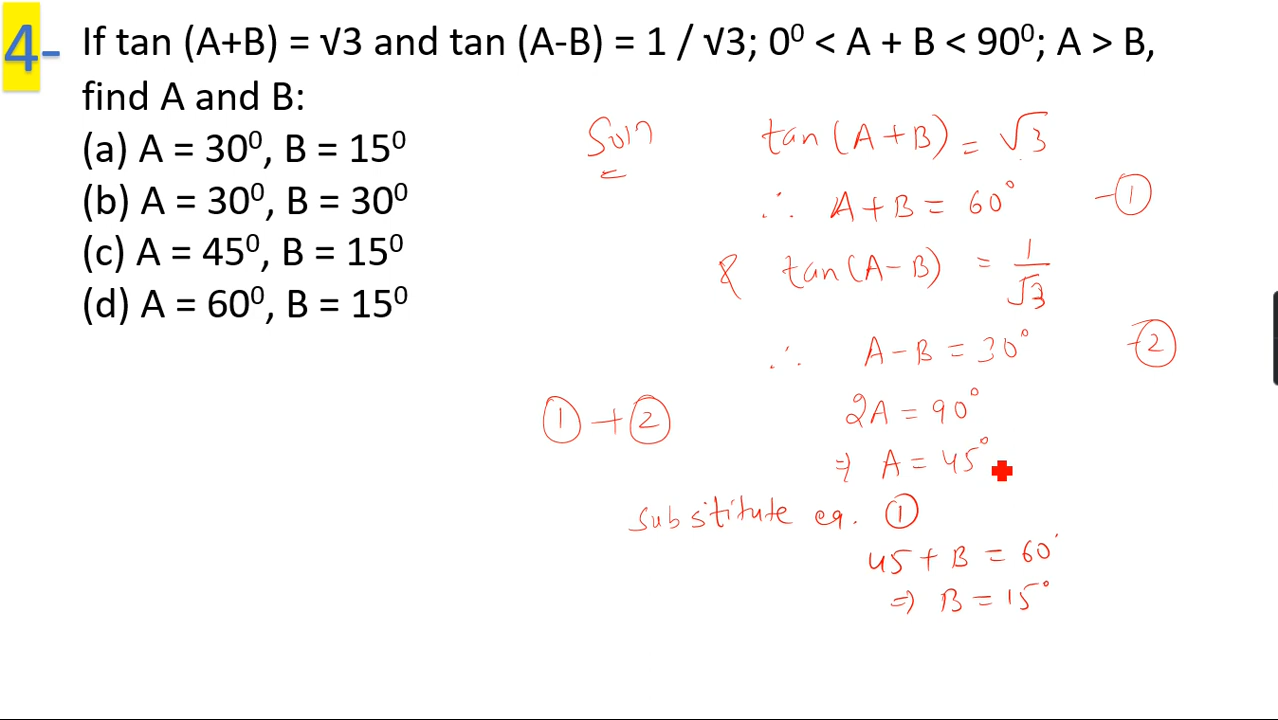 4- If tan (A+B) = √3 and tan (A-B) = 1 / √3; 0⁰ < A + B < 90⁰; A > B,
find A and B:
(a) A = 30⁰, B = 15⁰
(b) A = 30⁰, B = 30⁰
(c) A = 45⁰, B = 15⁰
(d) A = 60⁰, B = 15⁰
Soln tan (A+B) = √3
∴ A+B = 60° -①
& tan(A-B) = 1/√3
∴ A-B = 30° -②
①+② 2A = 90°
⇒ A = 45°
substitute eq. ①
45 + B = 60°
⇒ B = 15°